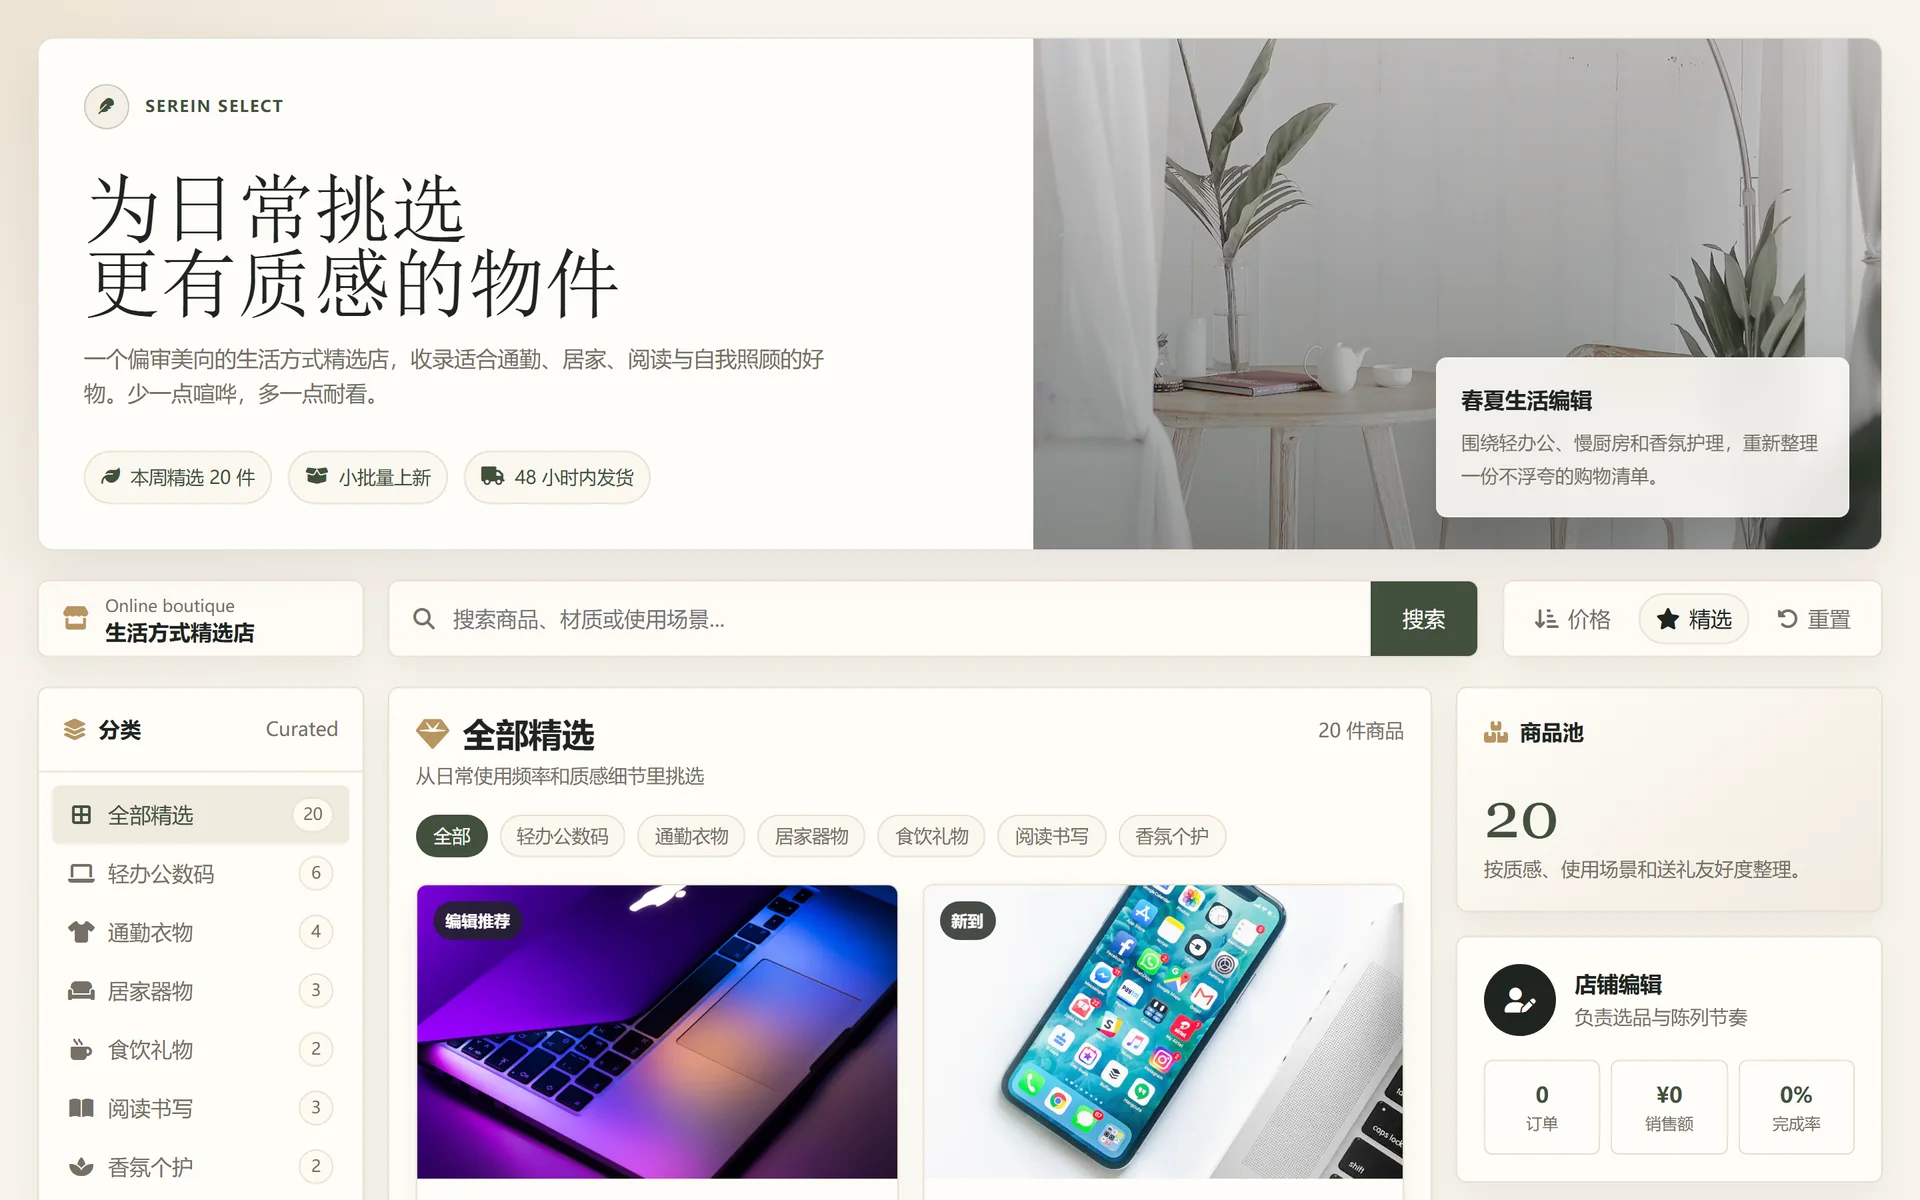 SEREIN SELECT
为日常挑选
更有质感的物件
一个偏审美向的生活方式精选店，收录适合通勤、居家、阅读与自我照顾的好
物。少一点喧哗，多一点耐看。
本周精选 20 件
小批量上新
48 小时内发货
春夏生活编辑
围绕轻办公、慢厨房和香氛护理，重新整理
一份不浮夸的购物清单。
Online boutique
生活方式精选店
搜索商品、材质或使用场景...
搜索
价格
精选
重置
分类
Curated
全部精选
20
轻办公数码
6
通勤衣物
4
居家器物
3
食饮礼物
2
阅读书写
3
香氛个护
2
全部精选
20 件商品
从日常使用频率和质感细节里挑选
全部
轻办公数码
通勤衣物
居家器物
食饮礼物
阅读书写
香氛个护
编辑推荐
新到
caps lock
shift
商品池
20
按质感、使用场景和送礼友好度整理。
店铺编辑
负责选品与陈列节奏
0
订单
¥0
销售额
0%
完成率